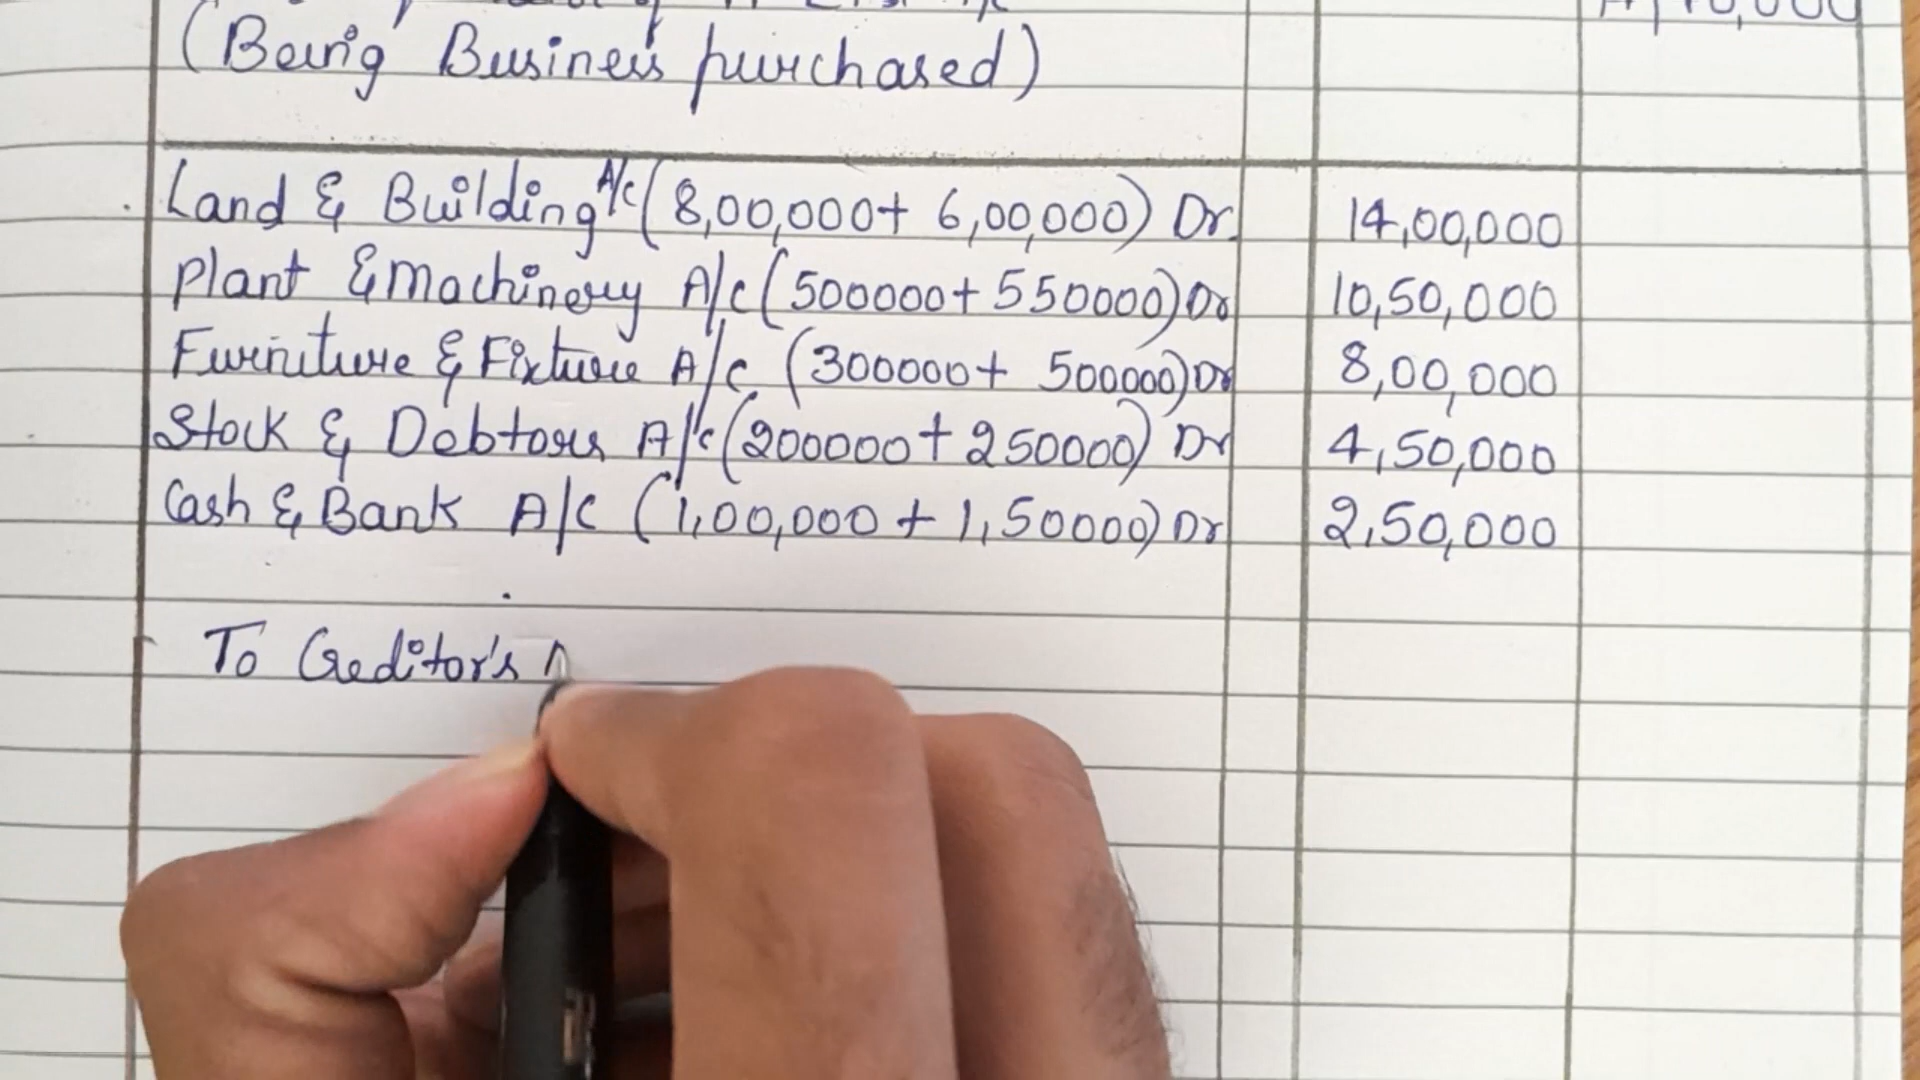 (Being Business purchased)
Land & Building A/c (8,00,000+ 6,00,000) Dr. 14,00,000
Plant & Machinery A/c (500000+ 550000) Dr 10,50,000
Furniture & Fixture A/c (300000+ 500000) Dr 8,00,000
Stock & Debtors A/c (200000+ 250000) Dr 4,50,000
Cash & Bank A/c (1,00,000 + 1,50000) Dr 2,50,000
To Creditor's